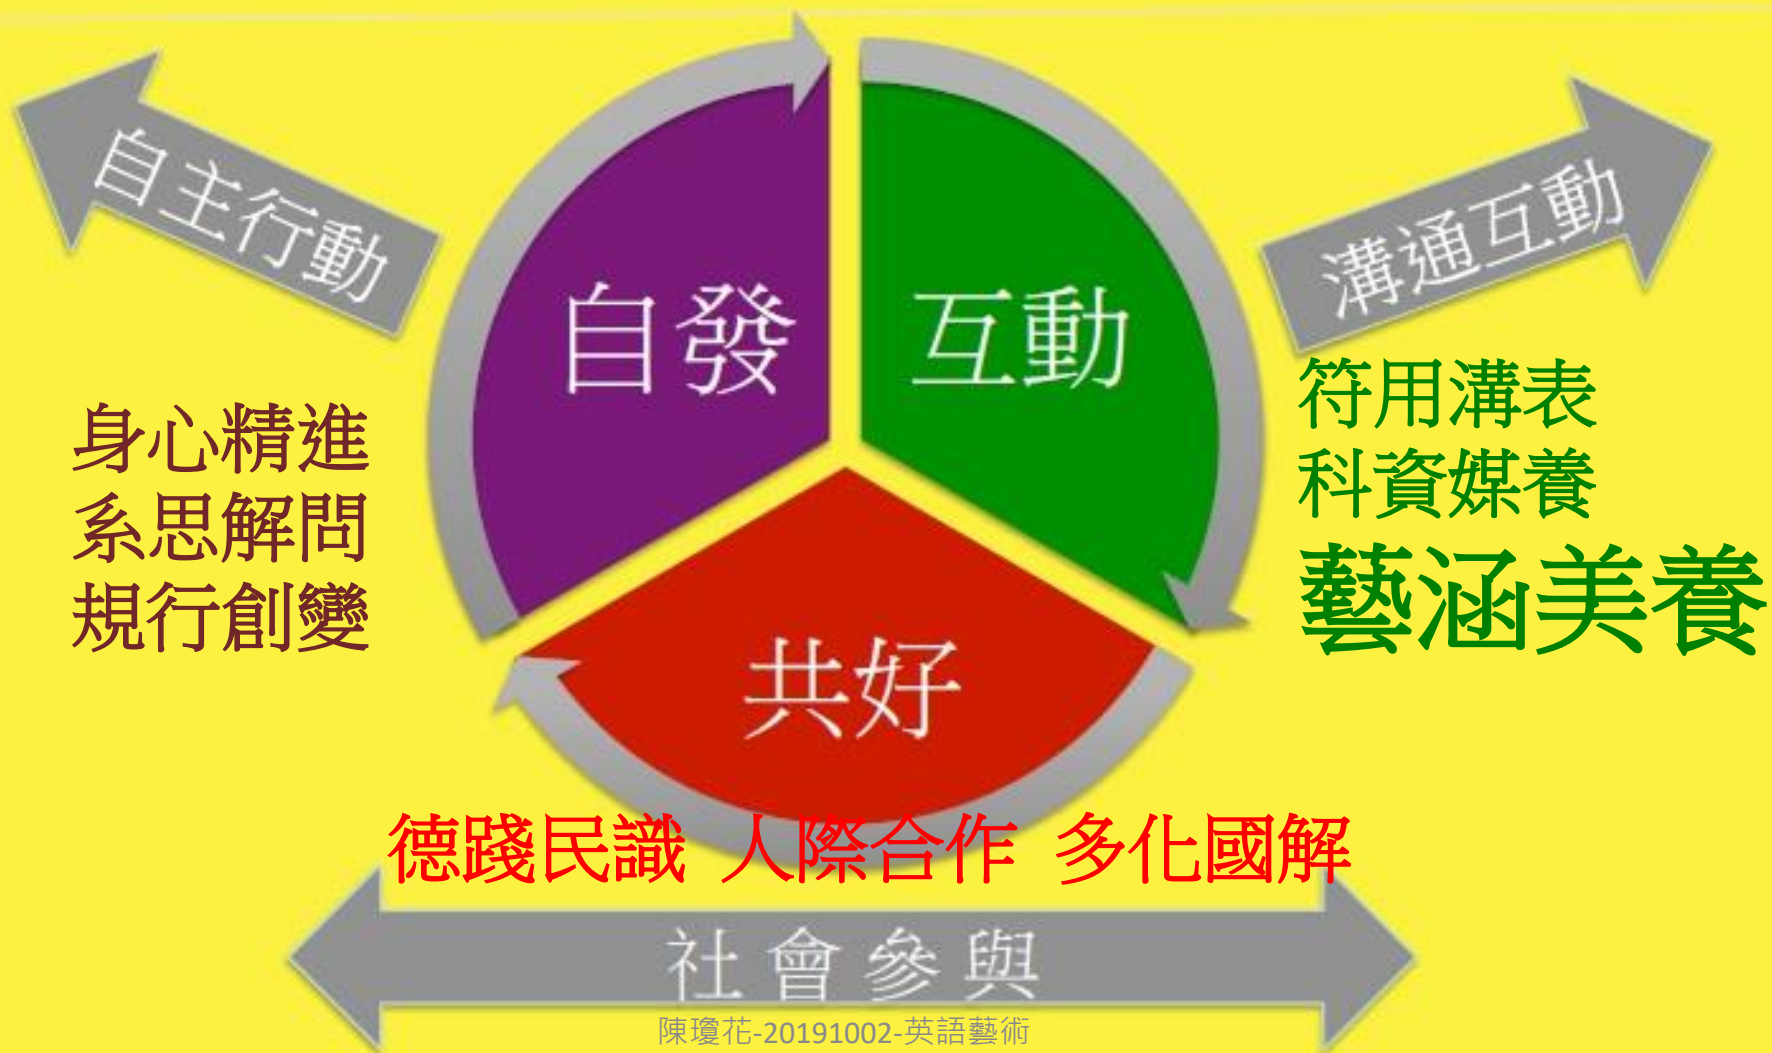 自主行動
溝通互動
自發
互動
身心精進
系思解問
規行創變
符用溝表
科資媒養
藝涵美養
共好
德踐民識 人際合作 多化國解
社會參與
陳瓊花-20191002-英語藝術